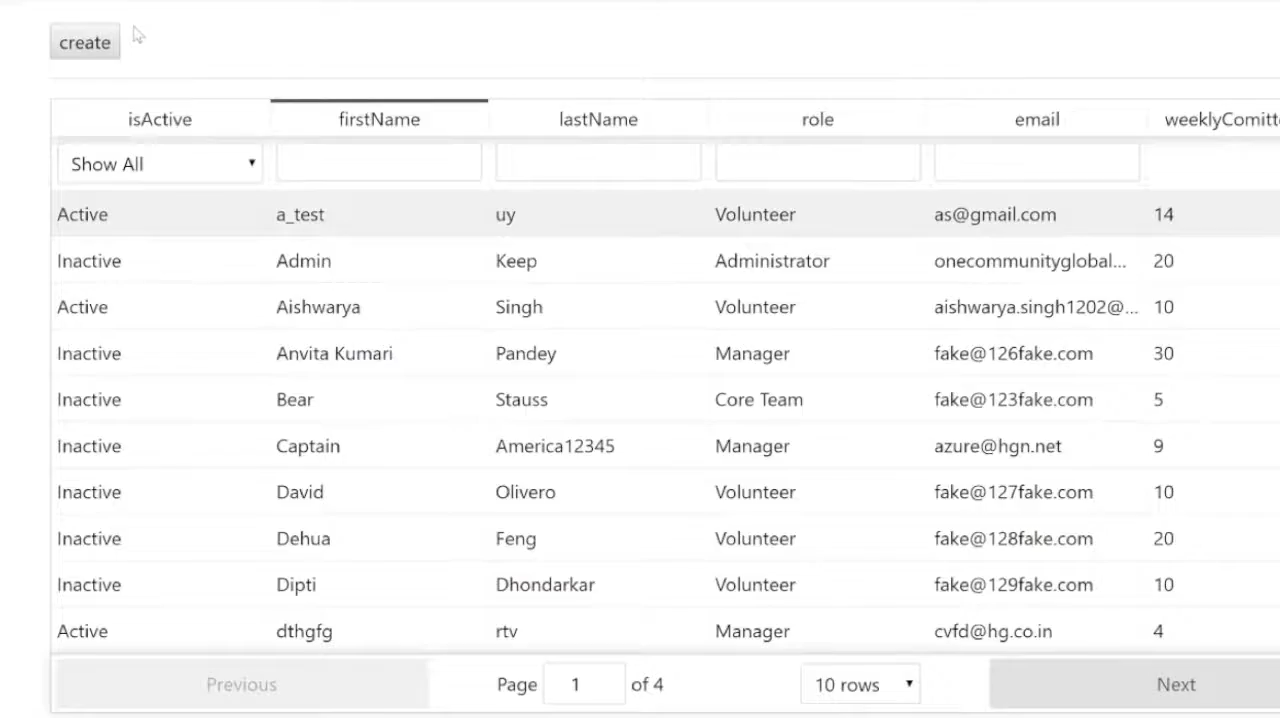 create
isActive firstName lastName role email weeklyComitt
Show All
Active a_test uy Volunteer as@gmail.com 14
Inactive Admin Keep Administrator onecommunityglobal... 20
Active Aishwarya Singh Volunteer aishwarya.singh1202@... 10
Inactive Anvita Kumari Pandey Manager fake@126fake.com 30
Inactive Bear Stauss Core Team fake@123fake.com 5
Inactive Captain America12345 Manager azure@hgn.net 9
Inactive David Olivero Volunteer fake@127fake.com 10
Inactive Dehua Feng Volunteer fake@128fake.com 20
Inactive Dipti Dhondarkar Volunteer fake@129fake.com 10
Active dthgfg rtv Manager cvfd@hg.co.in 4
Previous Page 1 of 4 10 rows Next